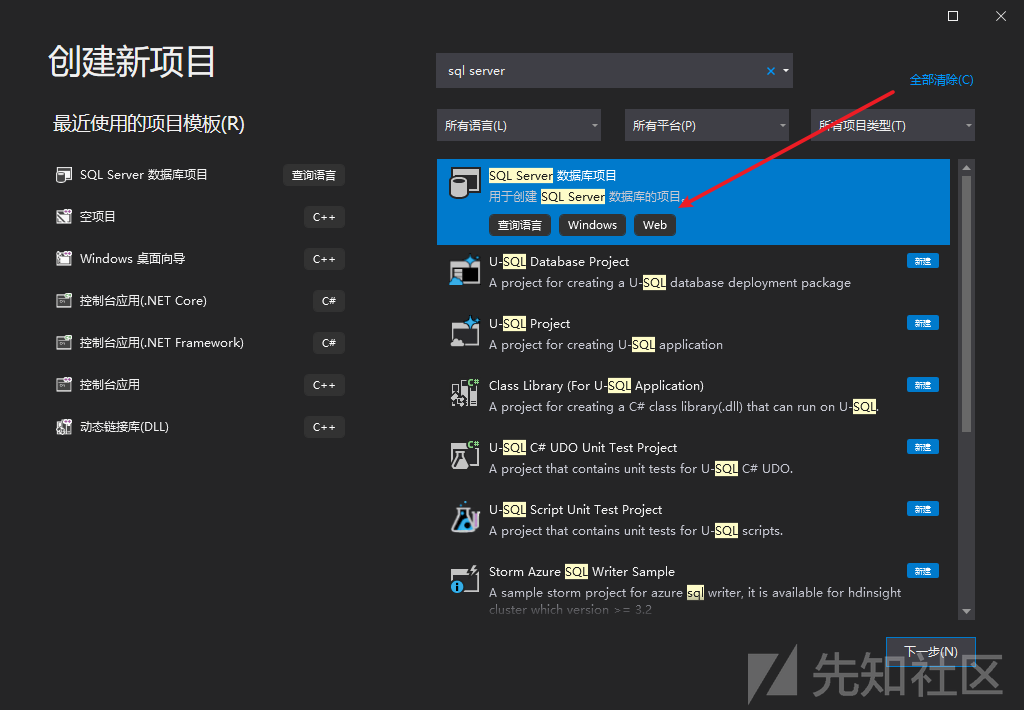 创建新项目
最近使用的项目模板(R)
SQL Server 数据库项目
查询语言
空项目
C++
Windows 桌面向导
C++
控制台应用(.NET Core)
C#
控制台应用(.NET Framework)
C#
控制台应用
C++
动态链接库(DLL)
C++
sql server
全部清除(C)
所有语言(L)
所有平台(P)
所有项目类型(T)
SQL Server 数据库项目
用于创建 SQL Server 数据库的项目。
查询语言 Windows Web
U-SQL Database Project
新建
A project for creating a U-SQL database deployment package
U-SQL Project
新建
A project for creating U-SQL application
Class Library (For U-SQL Application)
新建
A project for creating a C# class library(.dll) that can run on U-SQL.
U-SQL C# UDO Unit Test Project
新建
A project that contains unit tests for U-SQL C# UDO.
U-SQL Script Unit Test Project
新建
A project that contains unit tests for U-SQL scripts.
Storm Azure SQL Writer Sample
新建
A sample storm project for azure sql writer, it is available for hdinsight
cluster which version >= 3.2
下一步(N)
先知社区